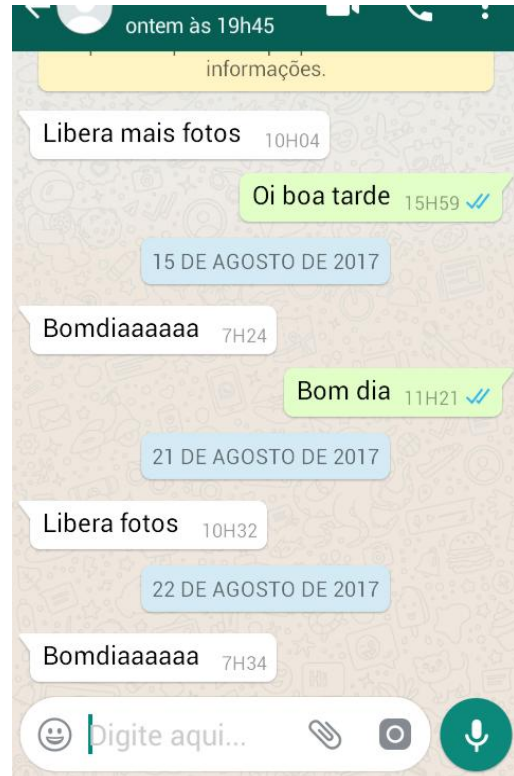 ontem às 19h45
informações.
Libera mais fotos 10H04
Oi boa tarde 15H59
15 DE AGOSTO DE 2017
Bomdiaaaaaa 7H24
Bom dia 11H21
21 DE AGOSTO DE 2017
Libera fotos 10H32
22 DE AGOSTO DE 2017
Bomdiaaaaaa 7H34
Digite aqui...